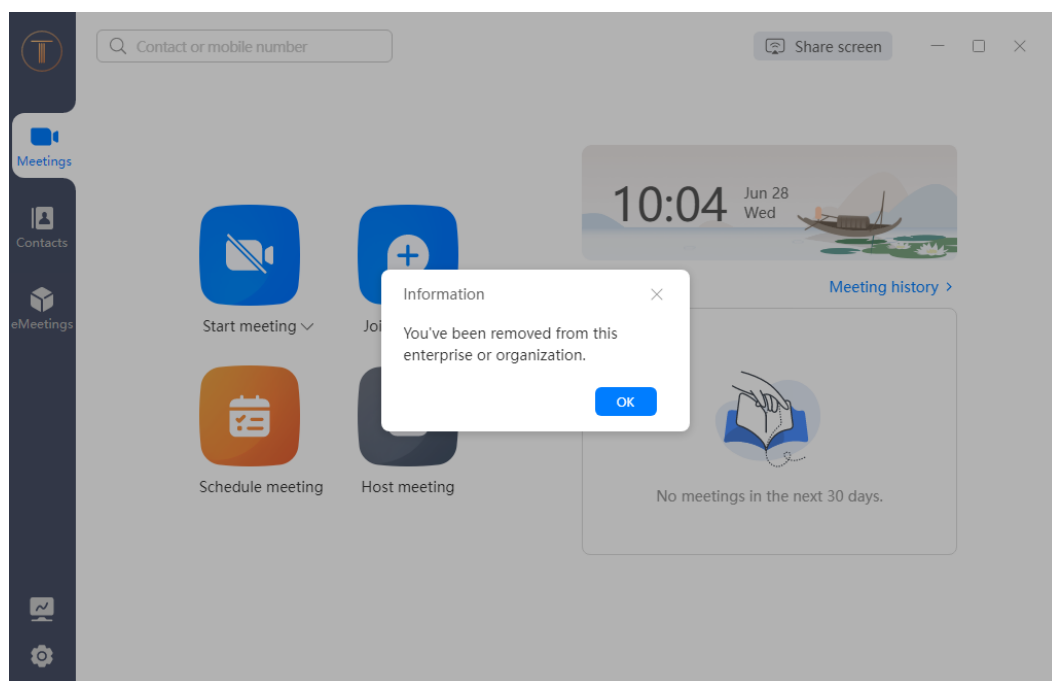 Contact or mobile number
Share screen
Meetings
Contacts
eMeetings
10:04
Jun 28
Wed
Meeting history
Start meeting
Information
You've been removed from this
enterprise or organization.
OK
Schedule meeting
Host meeting
No meetings in the next 30 days.